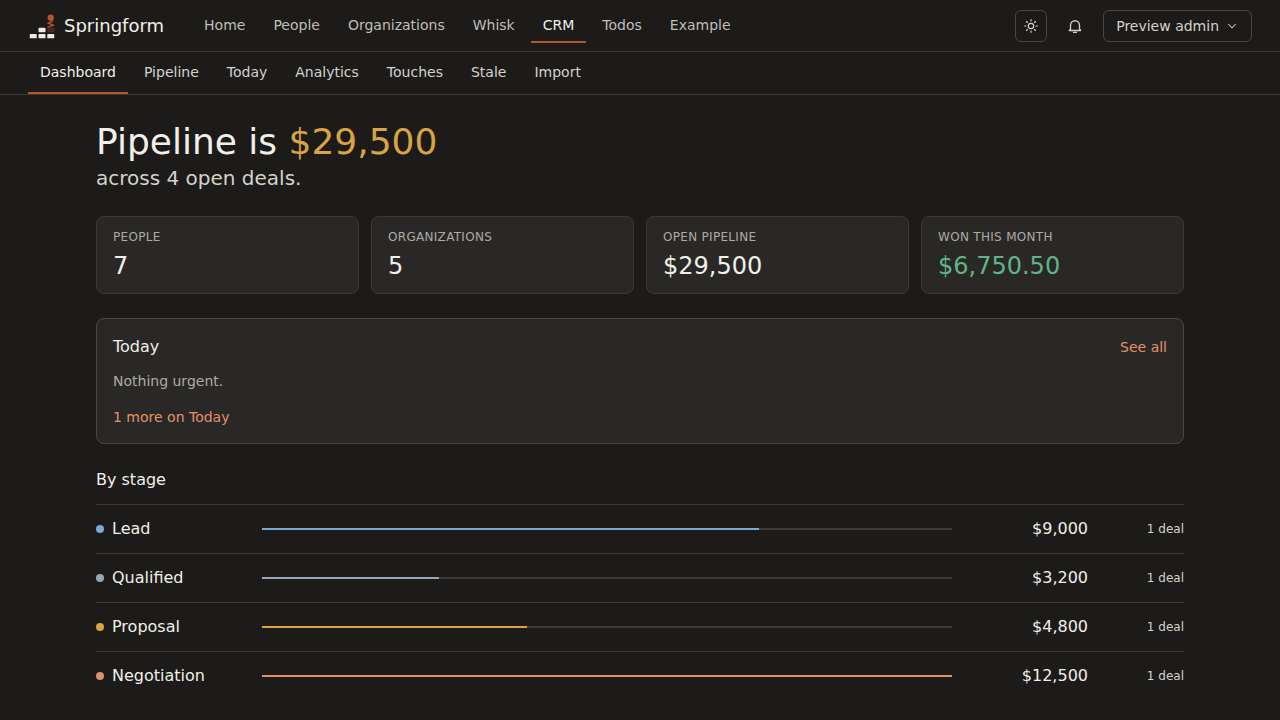 Springform Home People Organizations Whisk CRM Todos Example Preview admin
Dashboard Pipeline Today Analytics Touches Stale Import
Pipeline is $29,500
across 4 open deals.
PEOPLE ORGANIZATIONS OPEN PIPELINE WON THIS MONTH
7 5 $29,500 $6,750.50
Today See all
Nothing urgent.
1 more on Today
By stage
Lead $9,000 1 deal
Qualified $3,200 1 deal
Proposal $4,800 1 deal
Negotiation $12,500 1 deal